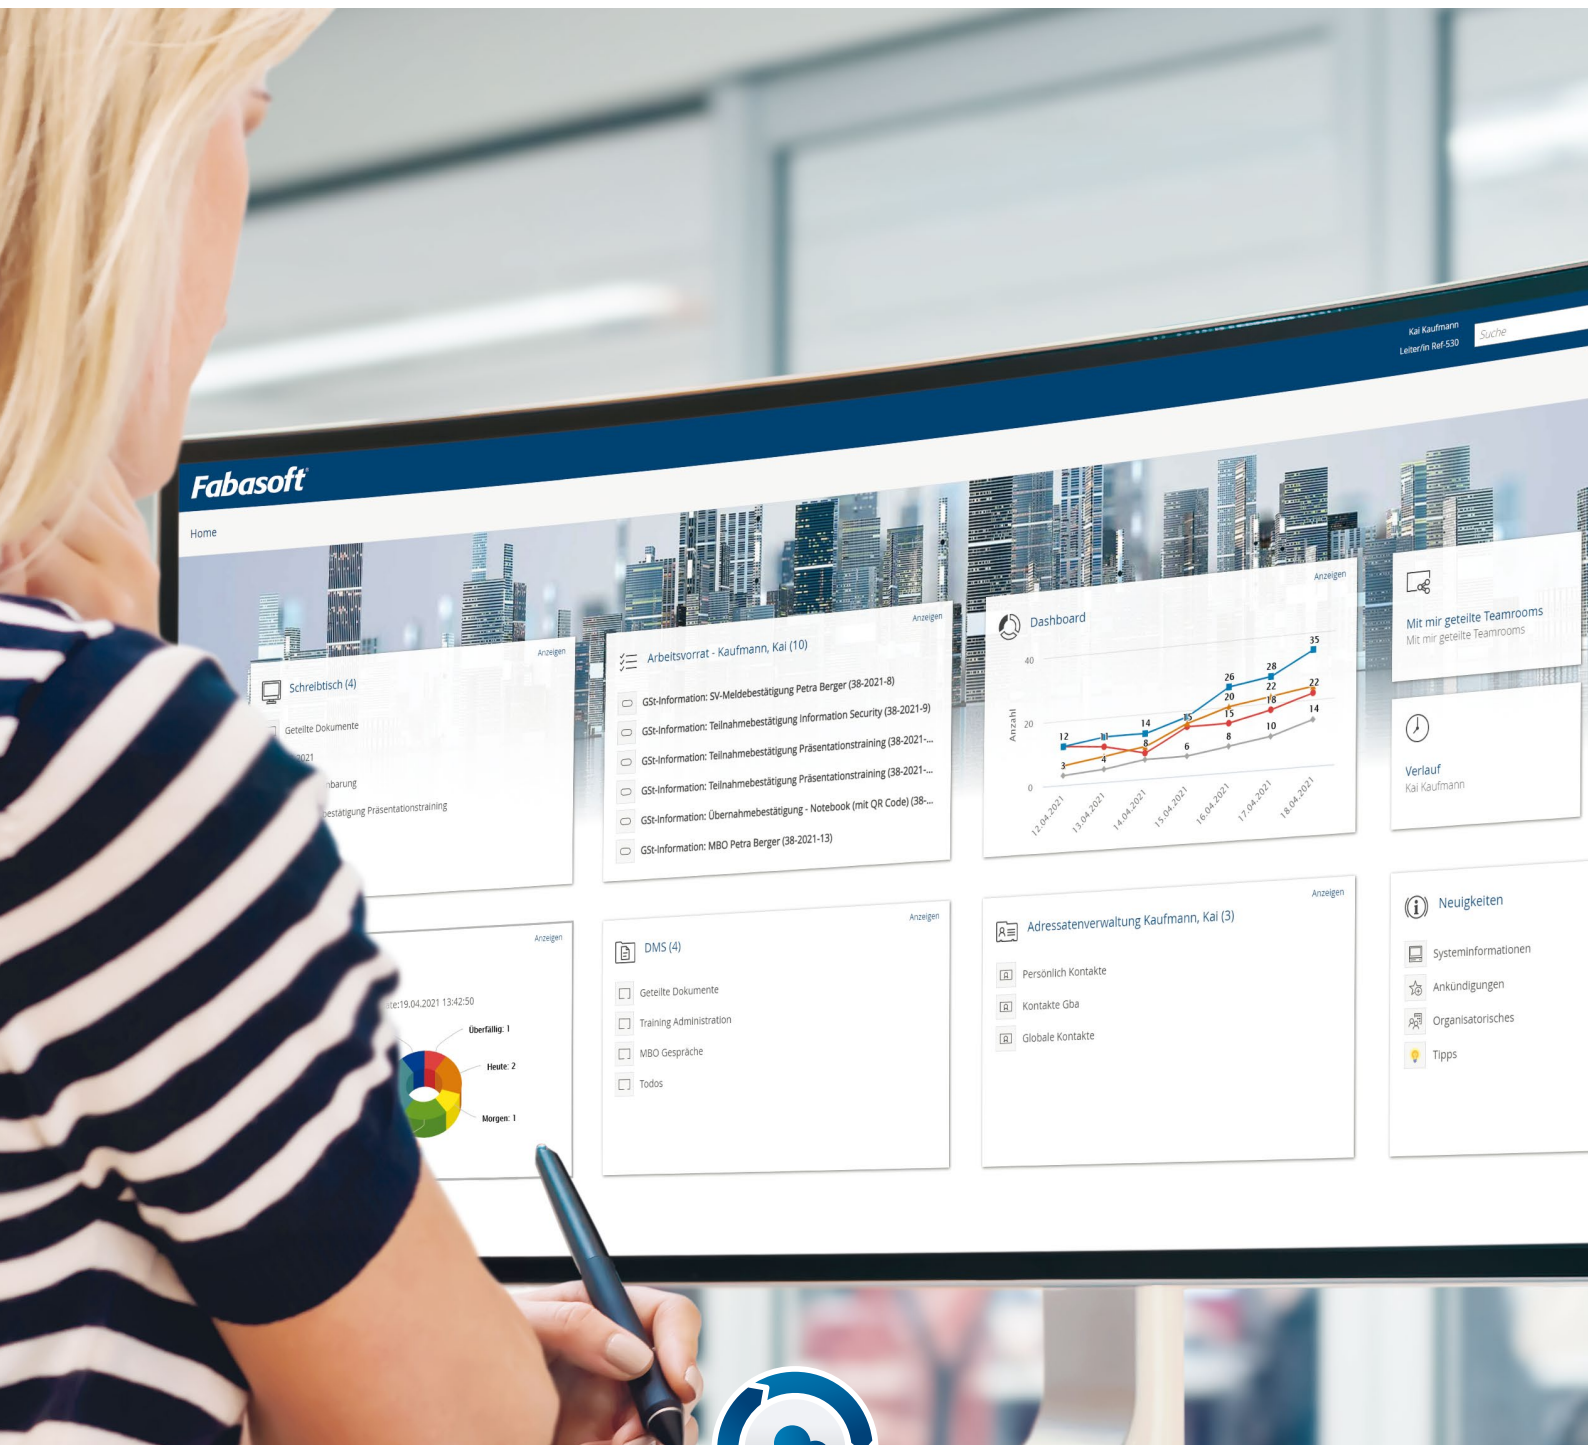 Kai Kaufmann
Leiter/in Ref-530
Suche
Fabasoft
Home
Anzeigen
Schreibtisch (4)
Geteilte Dokumente
2021
Präsentationstraining
Anzeigen
Arbeitsvorrat - Kaufmann, Kai (10)
GSt-Information: SV-Meldebestätigung Petra Berger (38-2021-8)
GSt-Information: Teilnahmebestätigung Information Security (38-2021-9)
GSt-Information: Teilnahmebestätigung Präsentationstraining (38-2021-...
GSt-Information: Teilnahmebestätigung Präsentationstraining (38-2021-...
GSt-Information: Übernahmebestätigung - Notebook (mit QR Code) (38-...
GSt-Information: MBO Petra Berger (38-2021-13)
Anzeigen
Dashboard
Anzahl
40
20
0
12
3
11
4
14
8
15
6
26
20
15
8
28
22
18
10
35
22
14
12.04.2021
13.04.2021
14.04.2021
15.04.2021
16.04.2021
17.04.2021
18.04.2021
Mit mir geteilte Teamrooms
Mit mir geteilte Teamrooms
Verlauf
Kai Kaufmann
Anzeigen
19.04.2021 13:42:50
Überfällig: 1
Heute: 2
Morgen: 1
Anzeigen
DMS (4)
Geteilte Dokumente
Training Administration
MBO Gespräche
Todos
Anzeigen
Adressatenverwaltung Kaufmann, Kai (3)
Persönlich Kontakte
Kontakte Gba
Globale Kontakte
Neuigkeiten
Systeminformationen
Ankündigungen
Organisatorisches
Tipps